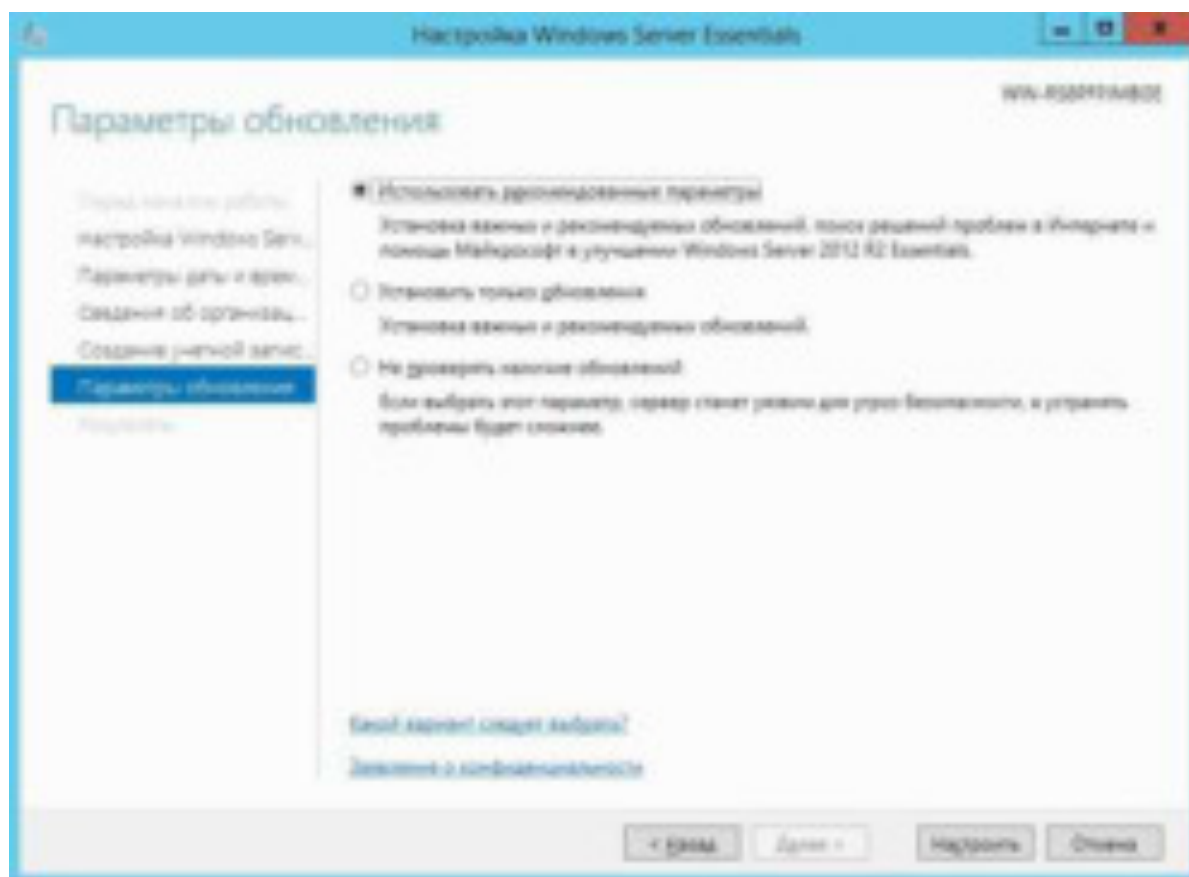 Настройка Windows Server Essentials
Параметры обновления
Перед началом работы
Настройка Windows Serv...
Параметры даты и врем...
Сведения об организац...
Создание учетной запис...
Параметры обновления
Результаты
Использовать рекомендованные параметры
Установка важных и рекомендуемых обновлений, поиск решений проблем в Интернете и
помощь Майкрософт в улучшении Windows Server 2012 R2 Essentials.
Установить только обновления
Установка важных и рекомендуемых обновлений.
Не проверять наличие обновлений
Если выбрать этот параметр, сервер станет уязвим для угроз безопасности, а устранять
проблемы будет сложнее.
Какой вариант следует выбрать?
Заявление о конфиденциальности
< Назад
Далее >
Настроить
Отмена